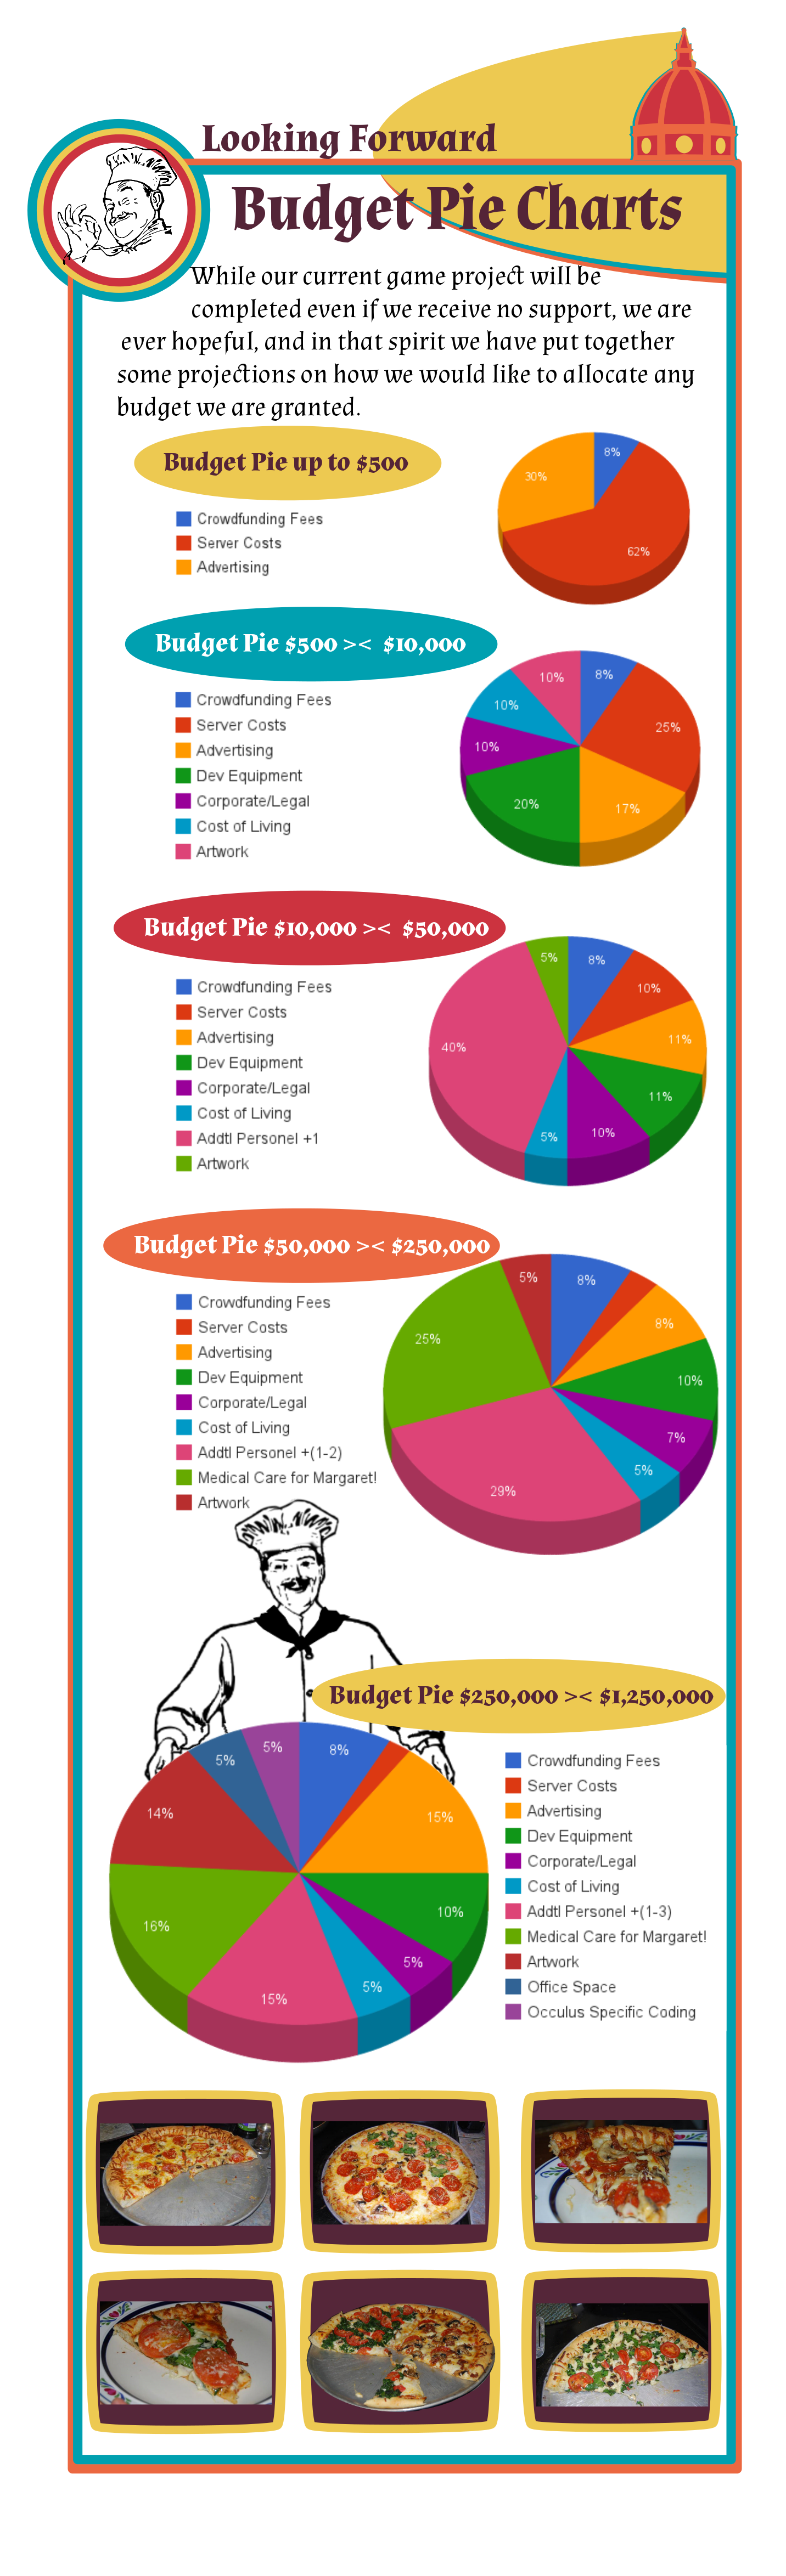 Looking Forward
Budget Pie Charts
While our current game project will be
completed even if we receive no support, we are
ever hopeful, and in that spirit we have put together
some projections on how we would like to allocate any
budget we are granted.
Budget Pie up to $500
Crowdfunding Fees
Server Costs
Advertising
8%
30%
62%
Budget Pie $500 >< $10,000
Crowdfunding Fees
Server Costs
Advertising
Dev Equipment
Corporate/Legal
Cost of Living
Artwork
10%
8%
10%
25%
10%
20%
17%
Budget Pie $10,000 >< $50,000
Crowdfunding Fees
Server Costs
Advertising
Dev Equipment
Corporate/Legal
Cost of Living
Addtl Personel +1
Artwork
5%
8%
10%
11%
40%
11%
10%
5%
Budget Pie $50,000 >< $250,000
Crowdfunding Fees
Server Costs
Advertising
Dev Equipment
Corporate/Legal
Cost of Living
Addtl Personel +(1-2)
Medical Care for Margaret!
Artwork
5%
8%
8%
25%
10%
7%
5%
29%
Budget Pie $250,000 >< $1,250,000
5%
5%
8%
14%
15%
16%
10%
5%
5%
15%
Crowdfunding Fees
Server Costs
Advertising
Dev Equipment
Corporate/Legal
Cost of Living
Addtl Personel +(1-3)
Medical Care for Margaret!
Artwork
Office Space
Occulus Specific Coding